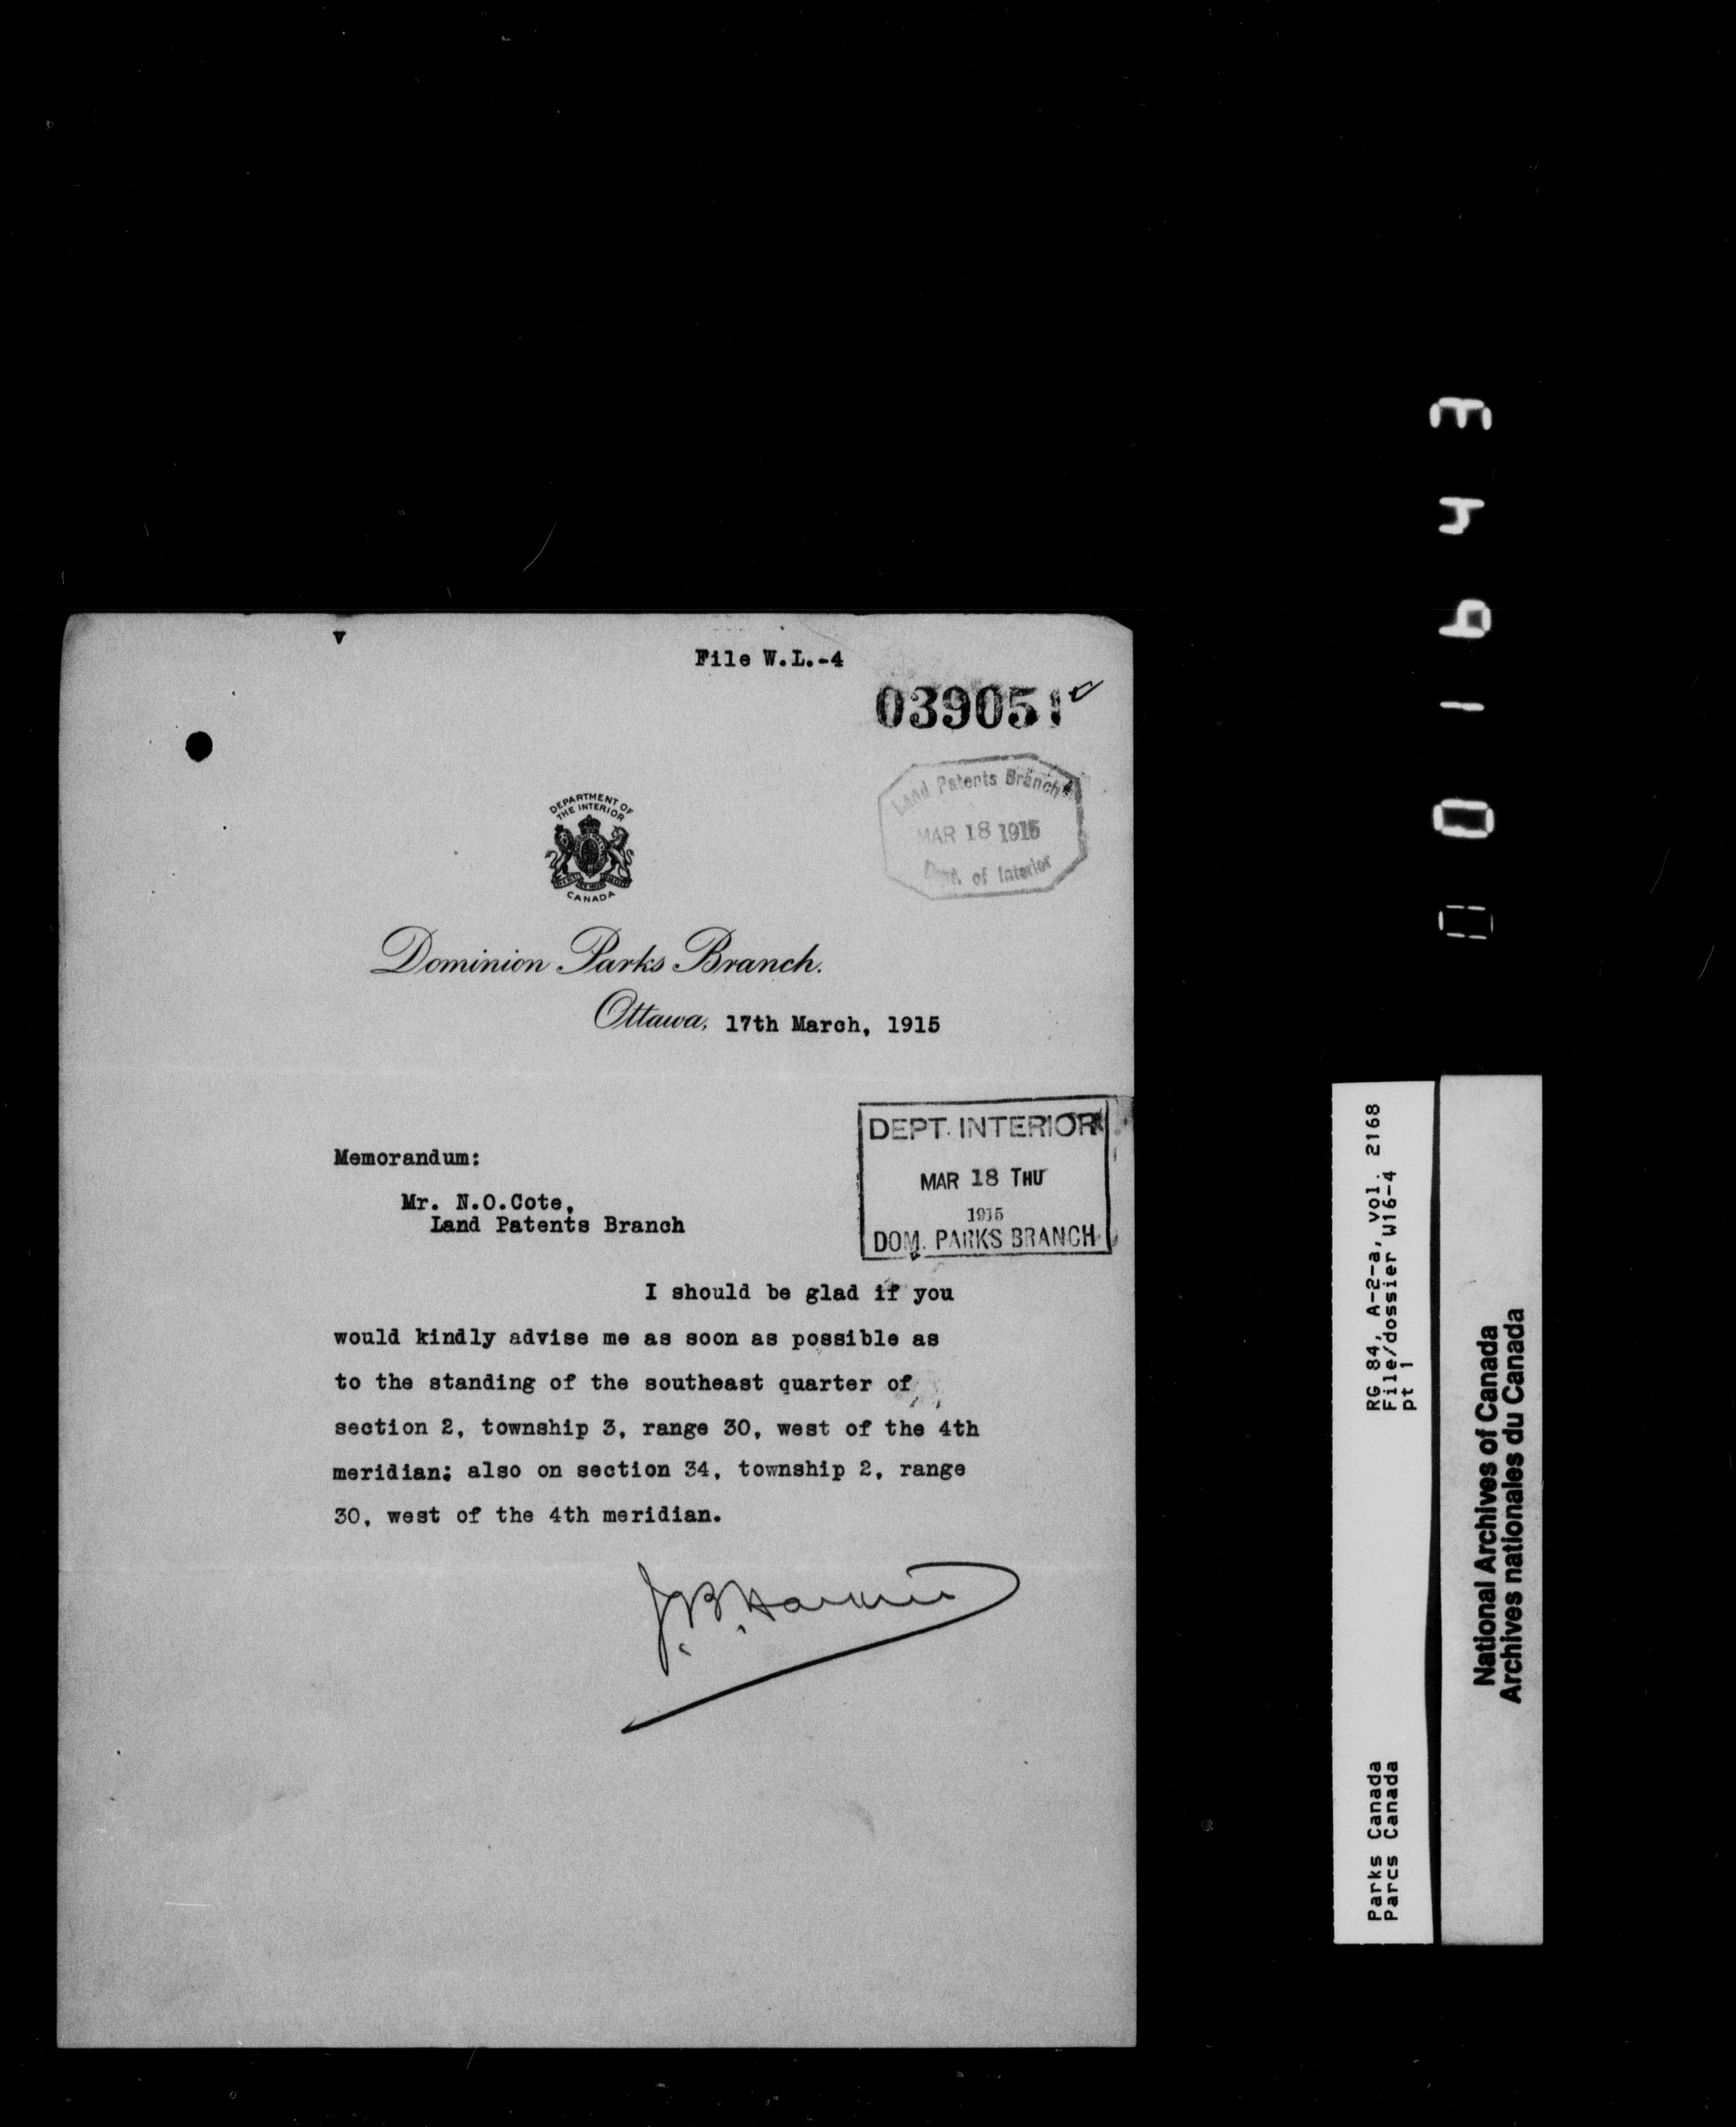 V
File W.L.-4
039051
Land Patents Branch
MAR 18 1915
Dept. of Interior
DEPARTMENT OF
THE INTERIOR
CANADA
Dominion Parks Branch.
Ottawa, 17th March, 1915
DEPT. INTERIOR
MAR 18 THU
1915
DOM. PARKS BRANCH
Memorandum:
Mr. N.O.Cote,
Land Patents Branch
I should be glad if you
would kindly advise me as soon as possible as
to the standing of the southeast quarter of
section 2, township 3, range 30, west of the 4th
meridian; also on section 34, township 2, range
30, west of the 4th meridian.
J.B. Harkin
Parks Canada
Parcs Canada
RG 84, A-2-a, vol. 2168
File/dossier W16-4
pt 1
National Archives of Canada
Archives nationales du Canada